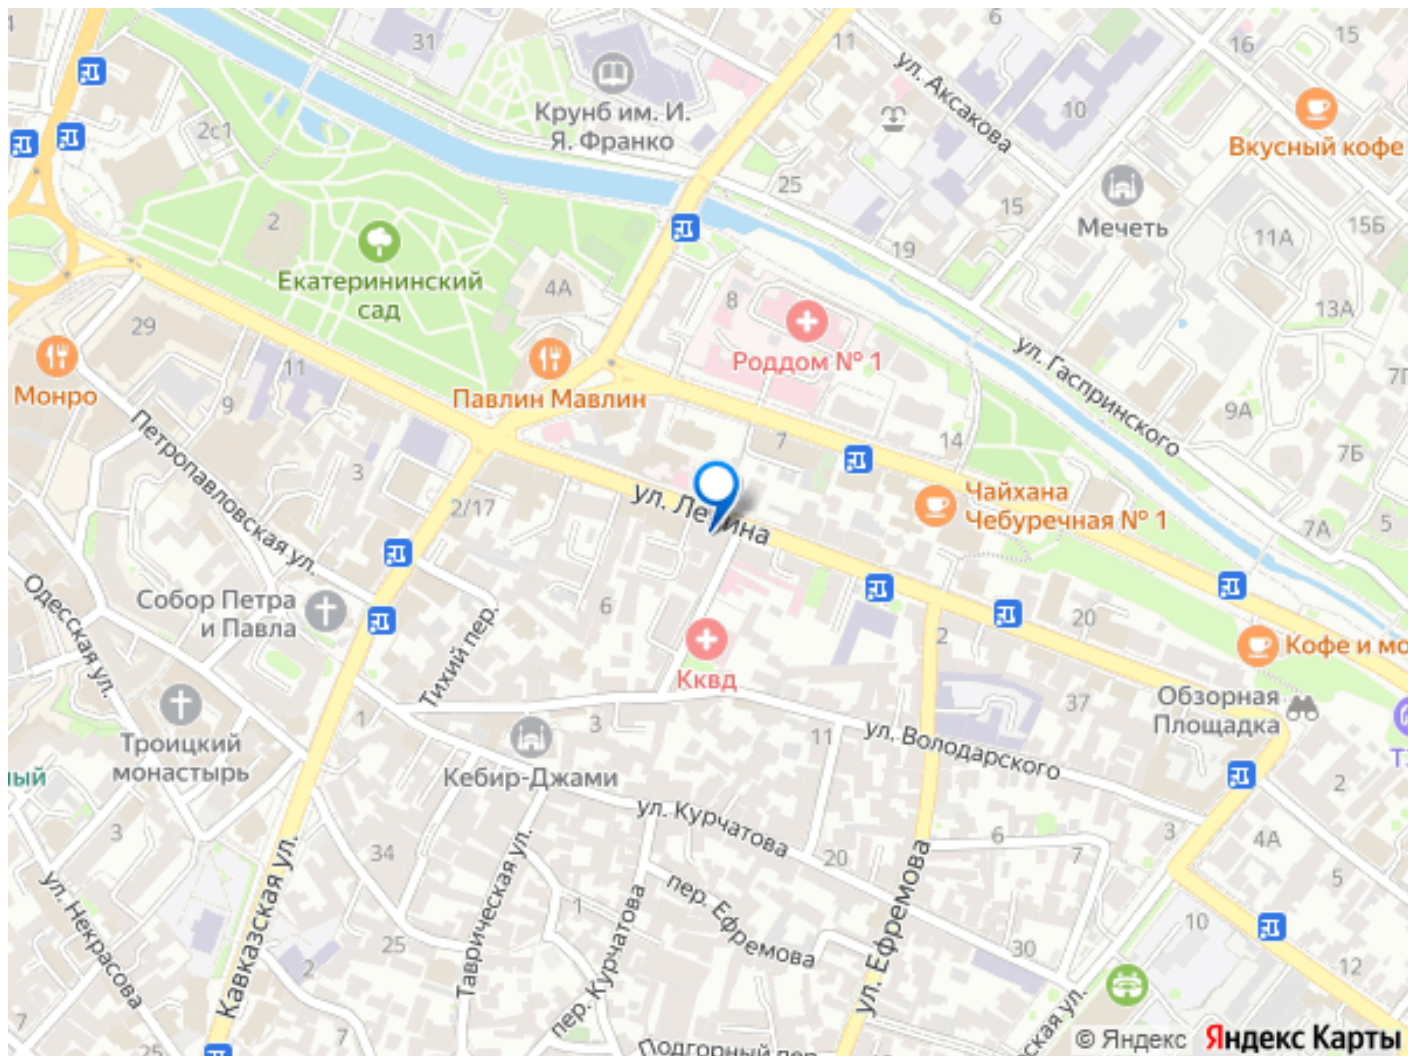 31
11
6
16
15
4
ул. Аксакова
10
Крунб им. И.
Я. Франко
2с1
Вкусный кофе
25
15
Мечеть
15Б
11А
19
2
Екатерининский
сад
4А
8
13А
29
Роддом № 1
ул. Гаспринского
11
Монро
Павлин Мавлин
9
9А
Петропавловская ул.
7
14
7Б
3
ул. Ленина
2/17
Чайхана
Чебуречная № 1
7А
5
Одесская ул.
Собор Петра
и Павла
6
20
2
Тихий пер.
Кофе и мо
Кквд
Обзорная
Площадка
37
1
3
11
ул. Володарского
Троицкий
монастырь
ный
Кебир-Джами
2
ул. Курчатова
3
34
20
6
7
3
4А
5
ул. Некрасова
Кавказская ул.
Таврическая ул.
1
пер. Курчатова
пер. Ефремова
ул. Ефремова
10
25
2
30
12
7
7
25
Подгорный пер.
ская ул.
© Яндекс Яндекс Карты